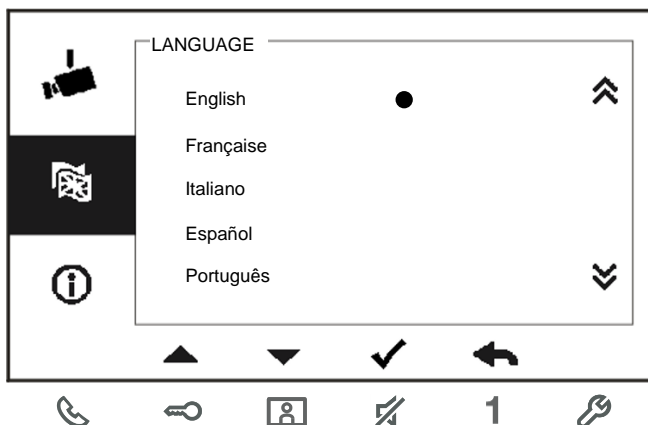 LANGUAGE
English
Française
Italiano
Español
Português
1